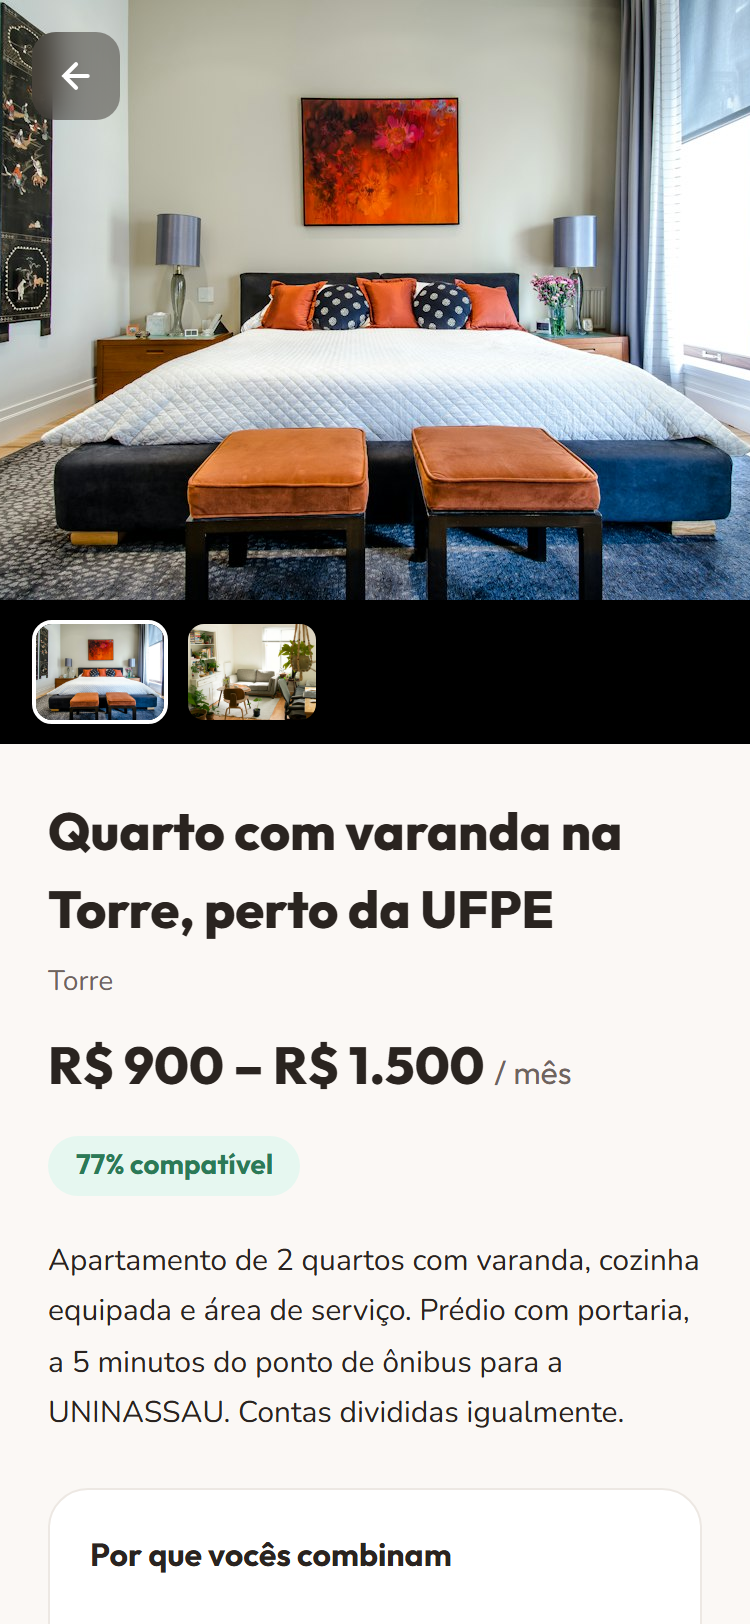 Quarto com varanda na
Torre, perto da UFPE
Torre
R$ 900 – R$ 1.500 / mês
77% compatível
Apartamento de 2 quartos com varanda, cozinha
equipada e área de serviço. Prédio com portaria,
a 5 minutos do ponto de ônibus para a
UNINASSAU. Contas divididas igualmente.
Por que vocês combinam